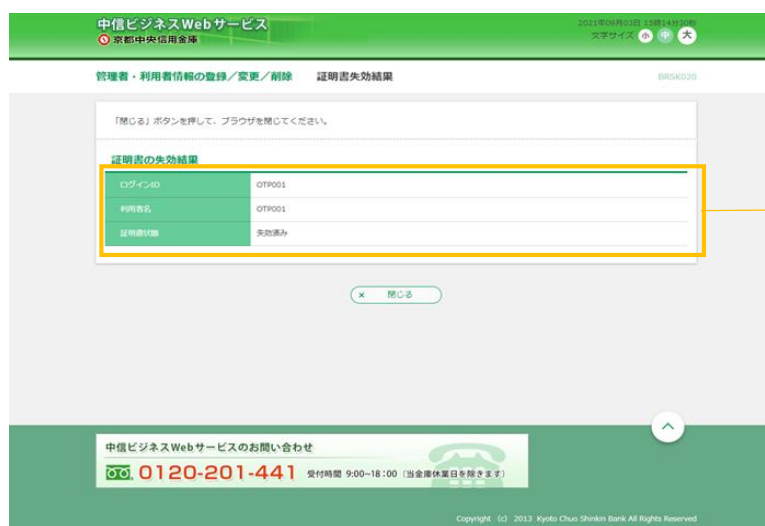 中信ビジネスWebサービス
京都中央信用金庫
2021年09月03日 15時14分30秒
文字サイズ 小 中 大
管理者・利用者情報の登録／変更／削除 証明書失効結果
BRSK020
「閉じる」ボタンを押して、ブラウザを閉じてください。
証明書の失効結果
ログインID OTP001
利用者名 OTP001
証明書状態 失効済み
× 閉じる
中信ビジネスWebサービスのお問い合わせ
0120-201-441 受付時間 9:00~18:00（当金庫休業日を除きます）
Copyright (c) 2013 Kyoto Chuo Shinkin Bank All Rights Reserved